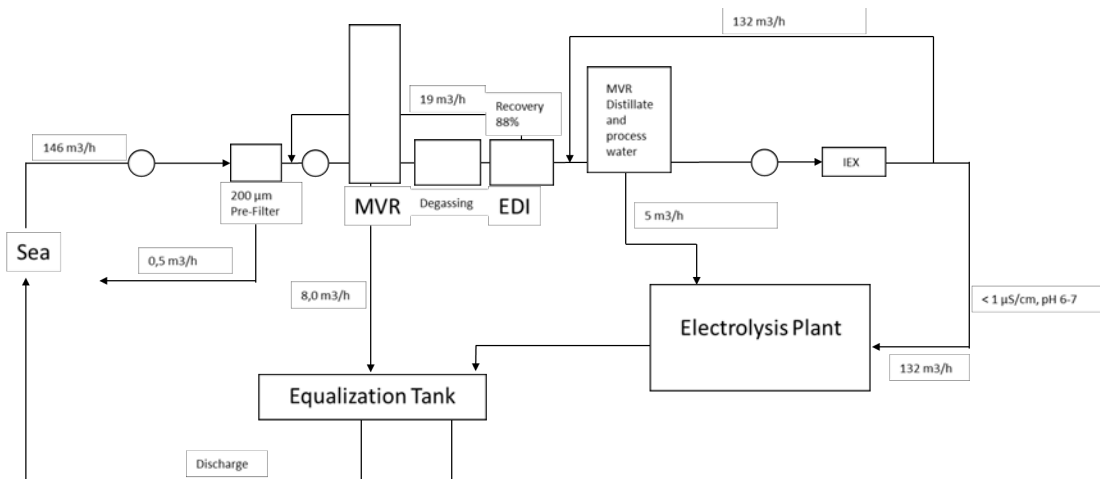 132 m3/h
19 m3/h
Recovery
88%
MVR
Distillate
and
process
water
146 m3/h
IEX
200 µm
Pre-Filter
MVR
Degassing
EDI
5 m3/h
Sea
0,5 m3/h
8,0 m3/h
< 1 µS/cm, pH 6-7
Electrolysis Plant
132 m3/h
Equalization Tank
Discharge